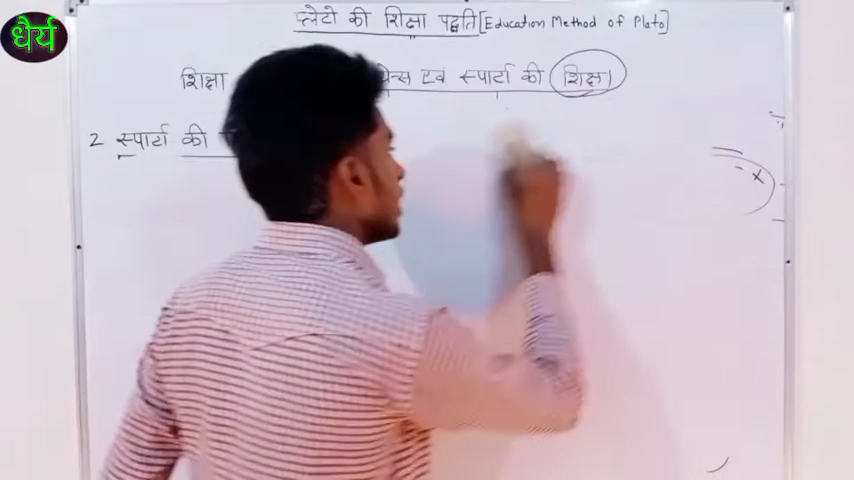 धैर्य
प्लेटो की शिक्षा पद्धति [Education Method of Plato]
शिक्षा एवं स्पार्टा की शिक्षा।
2 स्पार्टा की